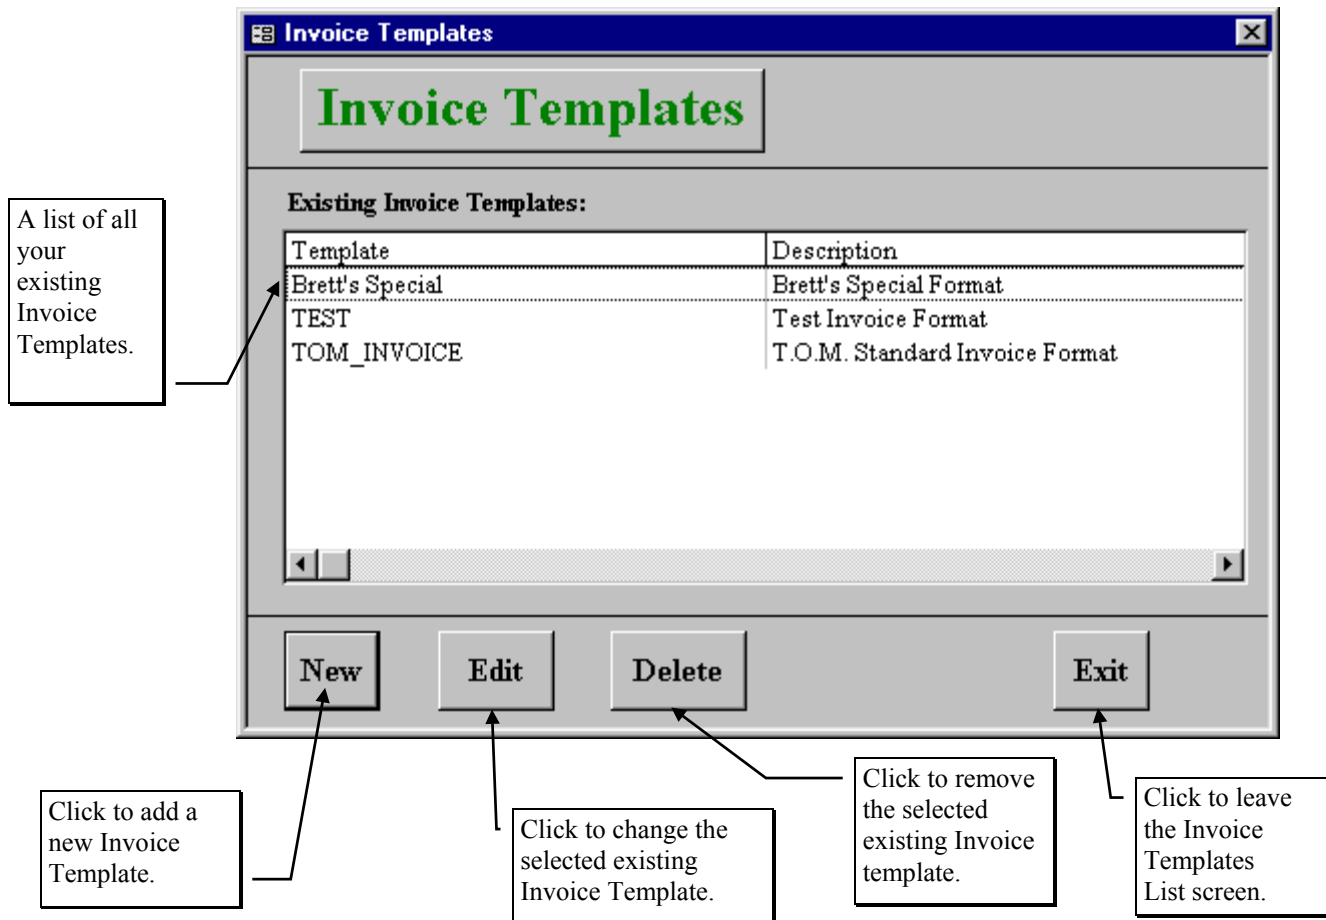 Invoice Templates
Invoice Templates
Existing Invoice Templates:
Template Description
Brett's Special Brett's Special Format
TEST Test Invoice Format
TOM_INVOICE T.O.M. Standard Invoice Format
A list of all
your
existing
Invoice
Templates.
New Edit Delete Exit
Click to add a
new Invoice
Template.
Click to change the
selected existing
Invoice Template.
Click to remove
the selected
existing Invoice
template.
Click to leave
the Invoice
Templates
List screen.